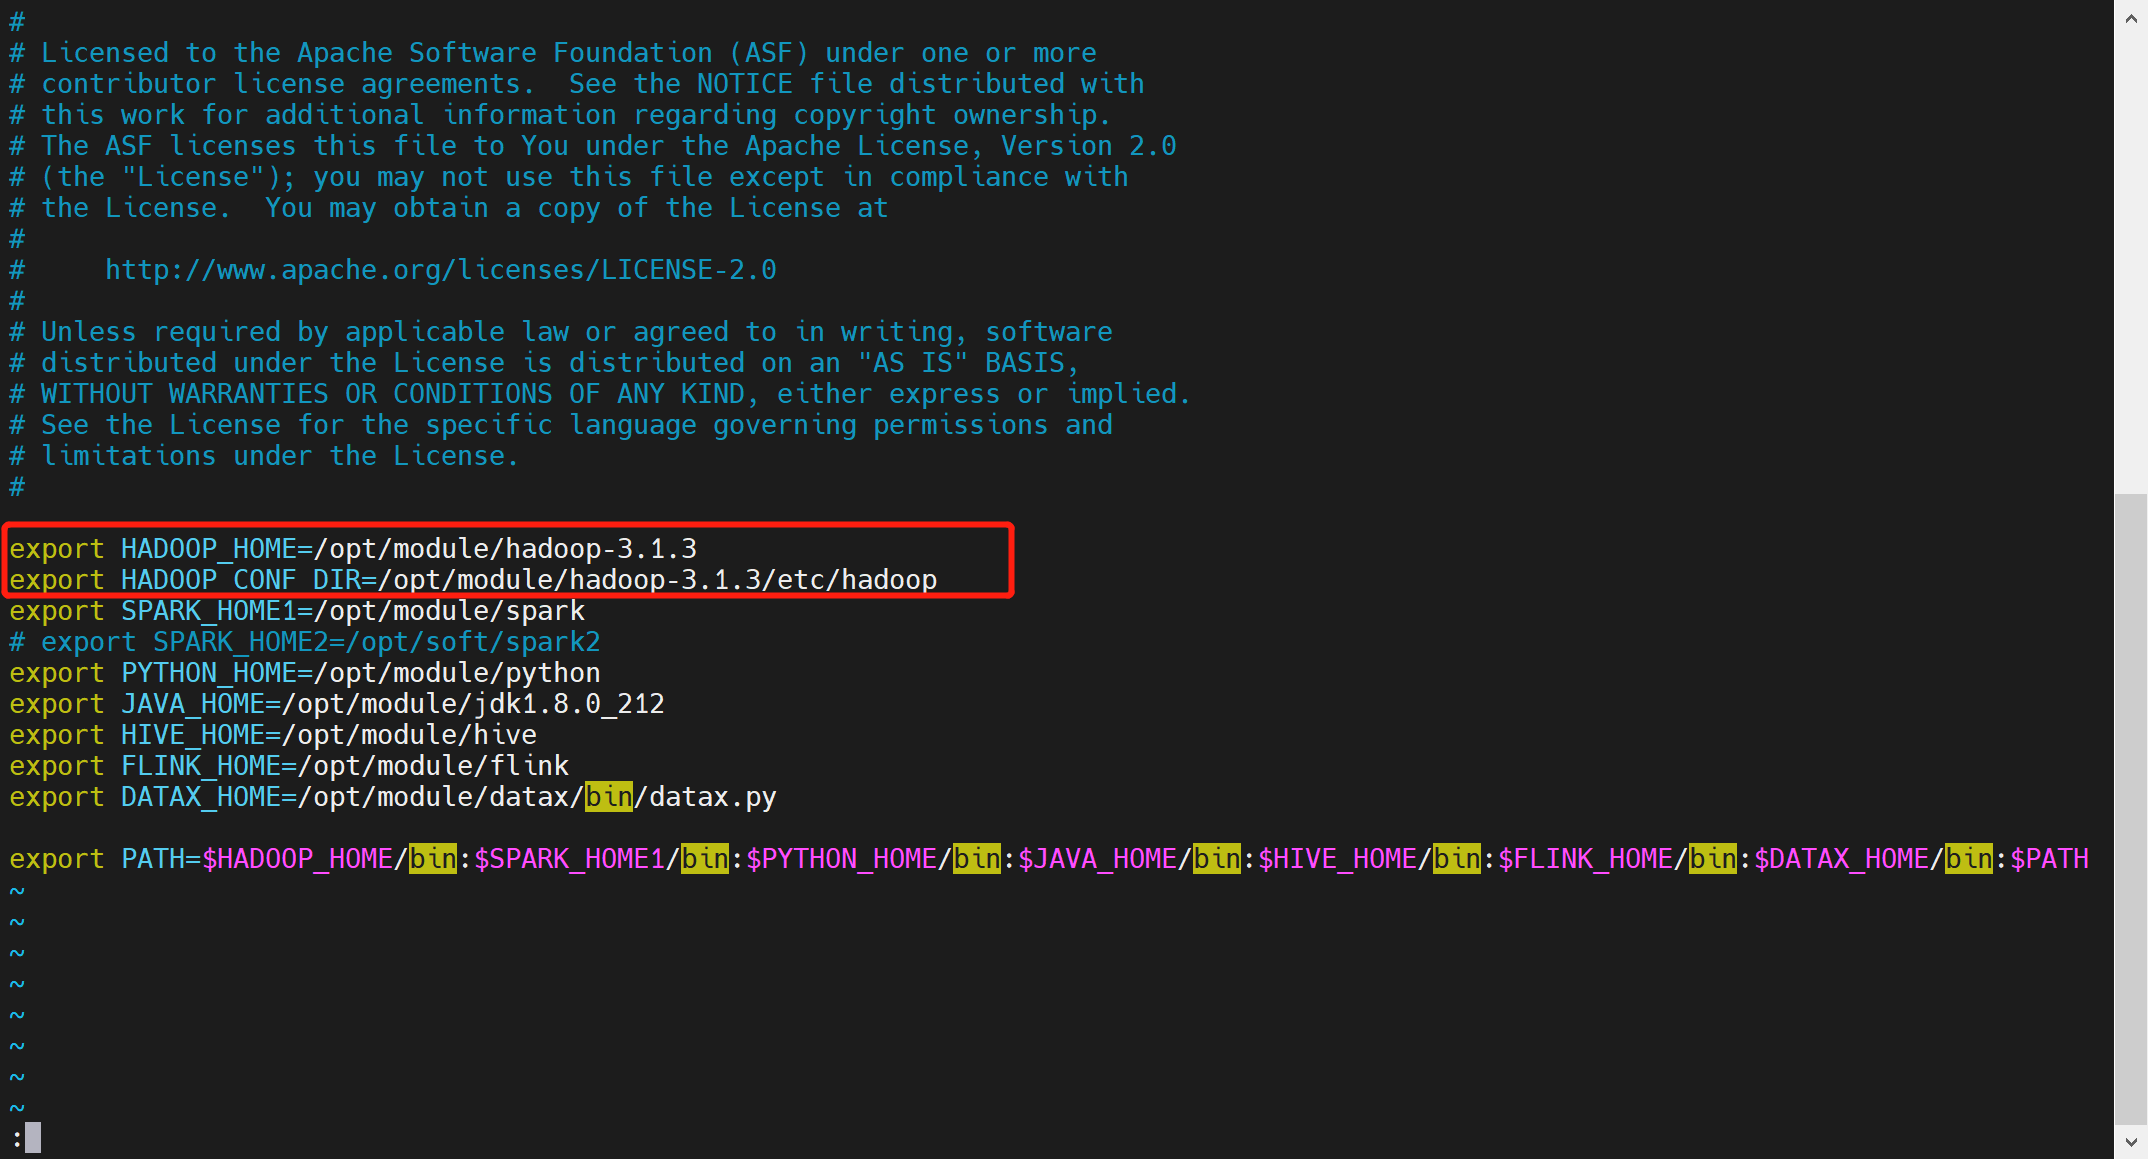 #
# Licensed to the Apache Software Foundation (ASF) under one or more
# contributor license agreements.  See the NOTICE file distributed with
# this work for additional information regarding copyright ownership.
# The ASF licenses this file to You under the Apache License, Version 2.0
# (the "License"); you may not use this file except in compliance with
# the License.  You may obtain a copy of the License at
#
#     http://www.apache.org/licenses/LICENSE-2.0
#
# Unless required by applicable law or agreed to in writing, software
# distributed under the License is distributed on an "AS IS" BASIS,
# WITHOUT WARRANTIES OR CONDITIONS OF ANY KIND, either express or implied.
# See the License for the specific language governing permissions and
# limitations under the License.
#
export HADOOP_HOME=/opt/module/hadoop-3.1.3
export HADOOP_CONF_DIR=/opt/module/hadoop-3.1.3/etc/hadoop
export SPARK_HOME1=/opt/module/spark
# export SPARK_HOME2=/opt/soft/spark2
export PYTHON_HOME=/opt/module/python
export JAVA_HOME=/opt/module/jdk1.8.0_212
export HIVE_HOME=/opt/module/hive
export FLINK_HOME=/opt/module/flink
export DATAX_HOME=/opt/module/datax/bin/datax.py
export PATH=$HADOOP_HOME/bin:$SPARK_HOME1/bin:$PYTHON_HOME/bin:$JAVA_HOME/bin:$HIVE_HOME/bin:$FLINK_HOME/bin:$DATAX_HOME/bin:$PATH
~
~
~
~
~
~
~
~
: